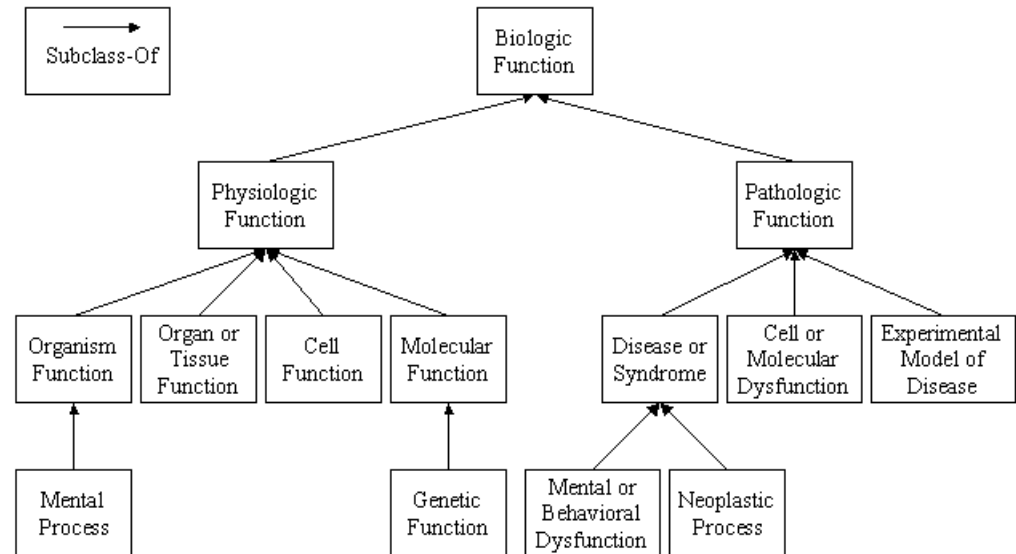 Subclass-Of
Biologic
Function
Physiologic
Function
Pathologic
Function
Organism
Function
Organ or
Tissue
Function
Cell
Function
Molecular
Function
Disease or
Syndrome
Cell or
Molecular
Dysfunction
Experimental
Model of
Disease
Mental
Process
Genetic
Function
Mental or
Behavioral
Dysfunction
Neoplastic
Process